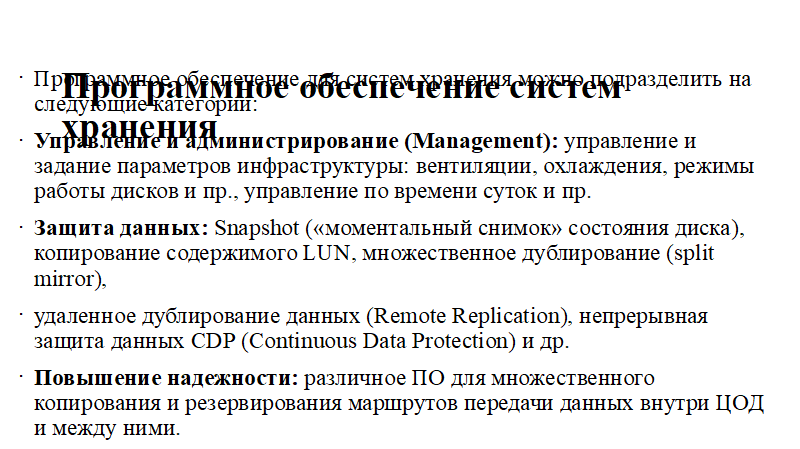 Программное обеспечение систем
хранения
· Программное обеспечение для систем хранения можно подразделить на
следующие категории:
· Управление и администрирование (Management): управление и
задание параметров инфраструктуры: вентиляции, охлаждения, режимы
работы дисков и пр., управление по времени суток и пр.
· Защита данных: Snapshot («моментальный снимок» состояния диска),
копирование содержимого LUN, множественное дублирование (split
mirror),
· удаленное дублирование данных (Remote Replication), непрерывная
защита данных CDP (Continuous Data Protection) и др.
· Повышение надежности: различное ПО для множественного
копирования и резервирования маршрутов передачи данных внутри ЦОД
и между ними.